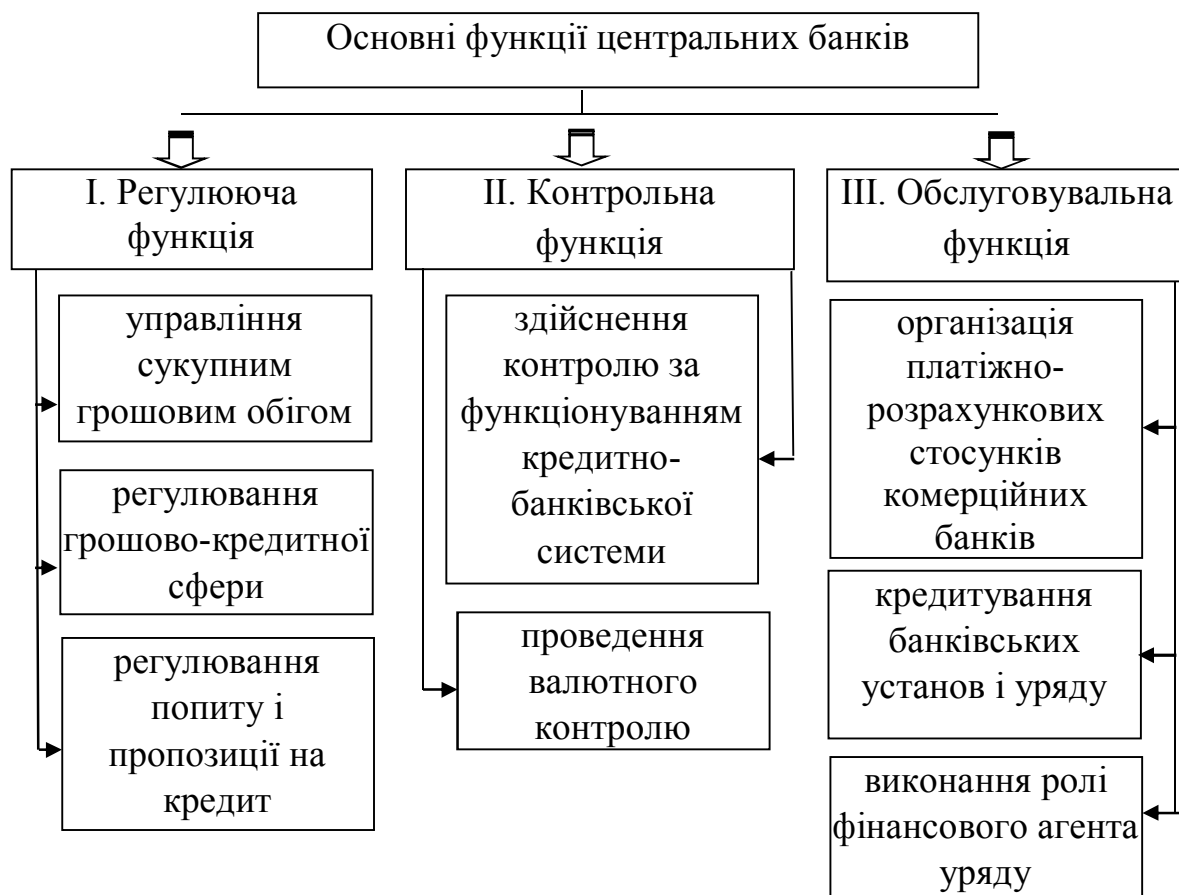 Основні функції центральних банків
І. Регулююча
функція
управління
сукупним
грошовим обігом
регулювання
грошово-кредитної
сфери
регулювання
попиту і
пропозиції на
кредит
ІІ. Контрольна
функція
здійснення
контролю за
функціонуванням
кредитно-
банківської
системи
проведення
валютного
контролю
ІІІ. Обслуговувальна
функція
організація
платіжно-
розрахункових
стосунків
комерційних
банків
кредитування
банківських
установ і уряду
виконання ролі
фінансового агента
уряду